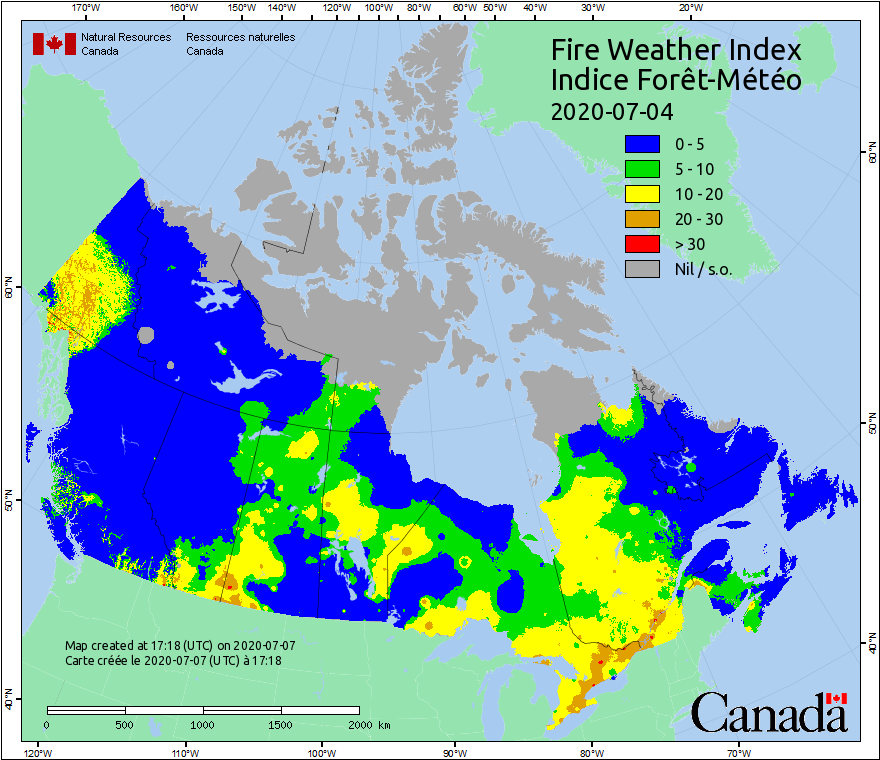 170°W 160°W 150°W 140°W 130°W 120°W 110°W 100°W 90°W 80°W 70°W 60°W 50°W 40°W 30°W 20°W
Natural Resources Canada
Ressources naturelles Canada
Fire Weather Index
Indice Forêt-Météo
2020-07-04
0 - 5
5 - 10
10 - 20
20 - 30
> 30
Nil / s.o.
60°N
60°N
50°N
50°N
40°N
40°N
Map created at 17:18 (UTC) on 2020-07-07
Carte créée le 2020-07-07 (UTC) à 17:18
0 500 1000 1500 2000 km
Canada
120°W 110°W 100°W 90°W 80°W 70°W